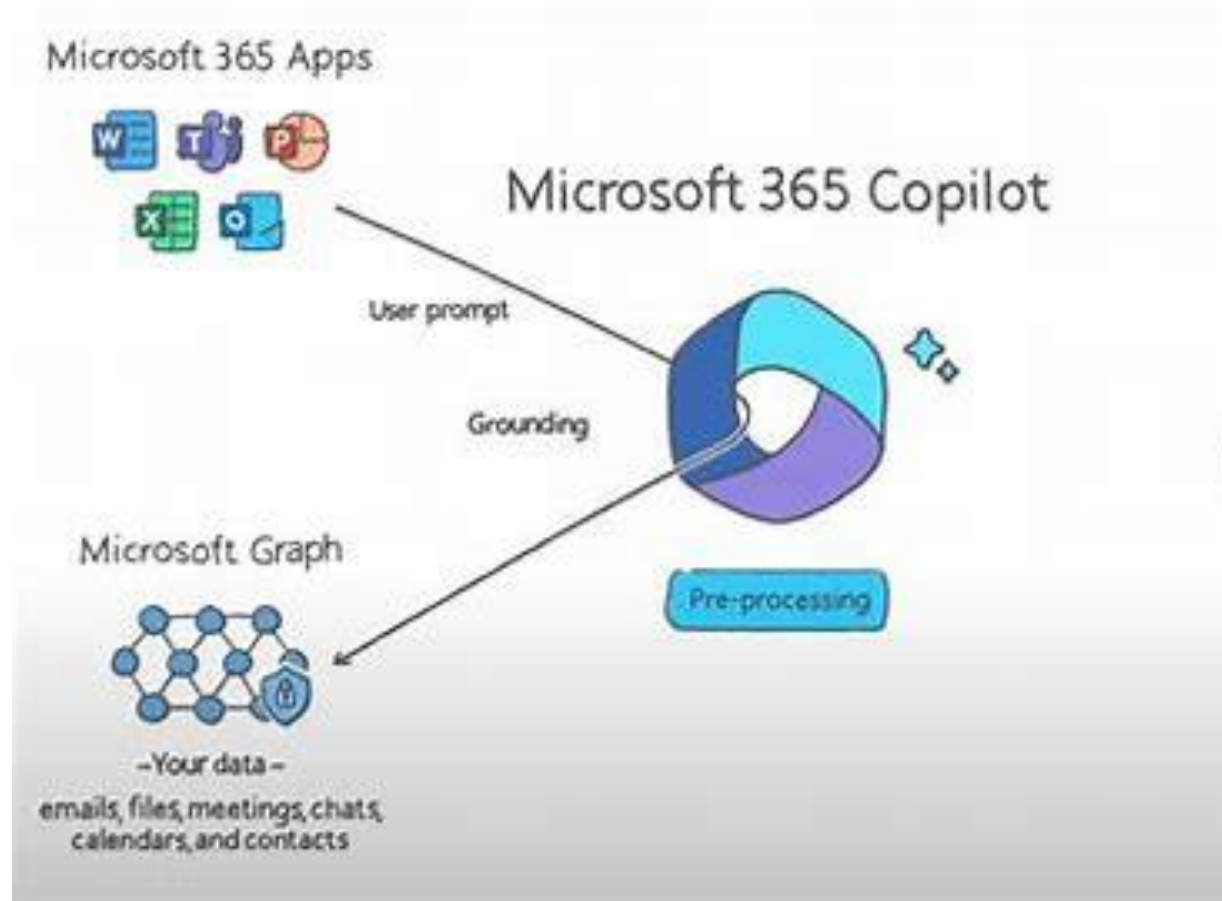 Microsoft 365 Apps
W
T
P
X
O
Microsoft 365 Copilot
User prompt
Grounding
Microsoft Graph
Pre-processing
-Your data-
emails, files, meetings, chats,
calendars, and contacts